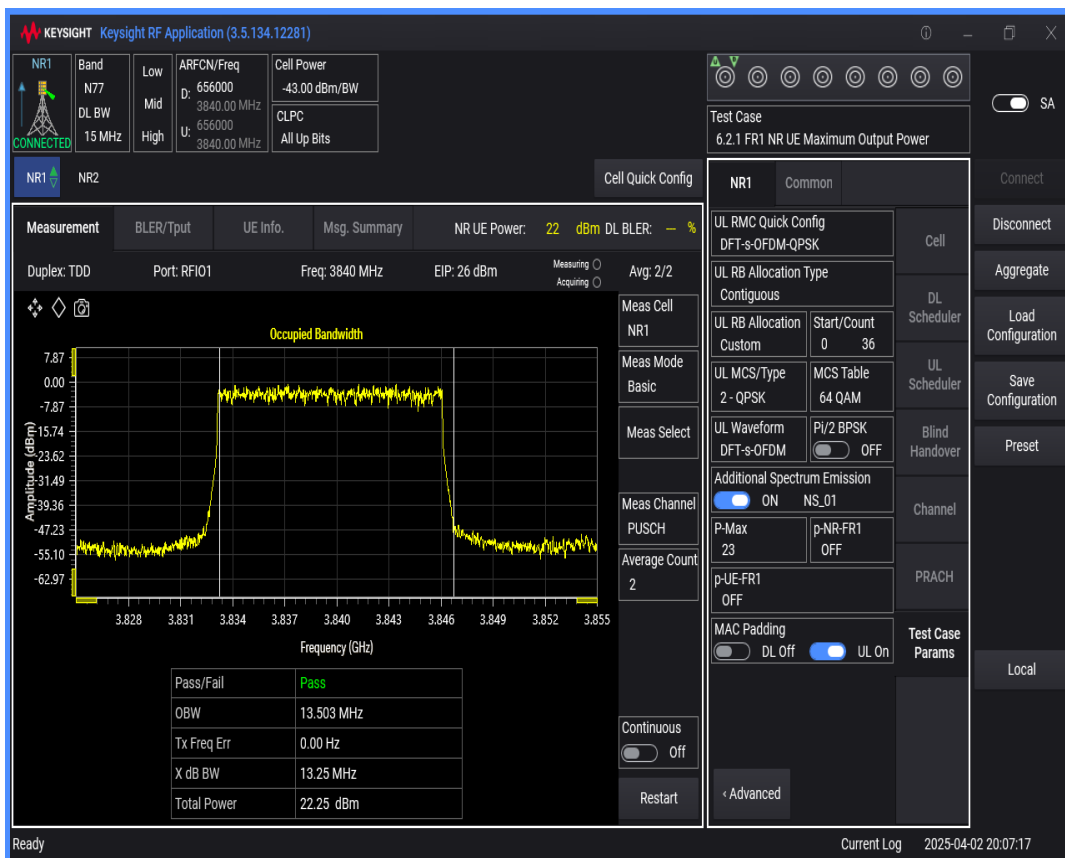 KEYSIGHT Keysight RF Application (3.5.134.12281)
NR1
CONNECTED
Band
N77
DL BW
15 MHz
Low
Mid
High
ARFCN/Freq
D: 656000
3840.00 MHz
U: 656000
3840.00 MHz
Cell Power
-43.00 dBm/BW
CLPC
All Up Bits
Test Case
6.2.1 FR1 NR UE Maximum Output Power
SA
NR1 NR2
Cell Quick Config
Measurement BLER/Tput UE Info. Msg. Summary NR UE Power: 22 dBm DL BLER: — %
Duplex: TDD Port: RFIO1 Freq: 3840 MHz EIP: 26 dBm Measuring Avg: 2/2
Acquiring
Occupied Bandwidth
Amplitude (dBm)
7.87
0.00
-7.87
-15.74
-23.62
-31.49
-39.36
-47.23
-55.10
-62.97
3.828 3.831 3.834 3.837 3.840 3.843 3.846 3.849 3.852 3.855
Frequency (GHz)
Pass/Fail Pass
OBW 13.503 MHz
Tx Freq Err 0.00 Hz
X dB BW 13.25 MHz
Total Power 22.25 dBm
Meas Cell
NR1
Meas Mode
Basic
Meas Select
Meas Channel
PUSCH
Average Count
2
Continuous
Off
Restart
NR1 Common
UL RMC Quick Config
DFT-s-OFDM-QPSK
UL RB Allocation Type
Contiguous
UL RB Allocation Start/Count
Custom 0 36
UL MCS/Type MCS Table
2 - QPSK 64 QAM
UL Waveform Pi/2 BPSK
DFT-s-OFDM OFF
Additional Spectrum Emission
ON NS_01
P-Max p-NR-FR1
23 OFF
p-UE-FR1
OFF
MAC Padding
DL Off UL On
‹ Advanced
Cell
DL
Scheduler
UL
Scheduler
Blind
Handover
Channel
PRACH
Test Case
Params
Connect
Disconnect
Aggregate
Load
Configuration
Save
Configuration
Preset
Local
Ready Current Log 2025-04-02 20:07:17